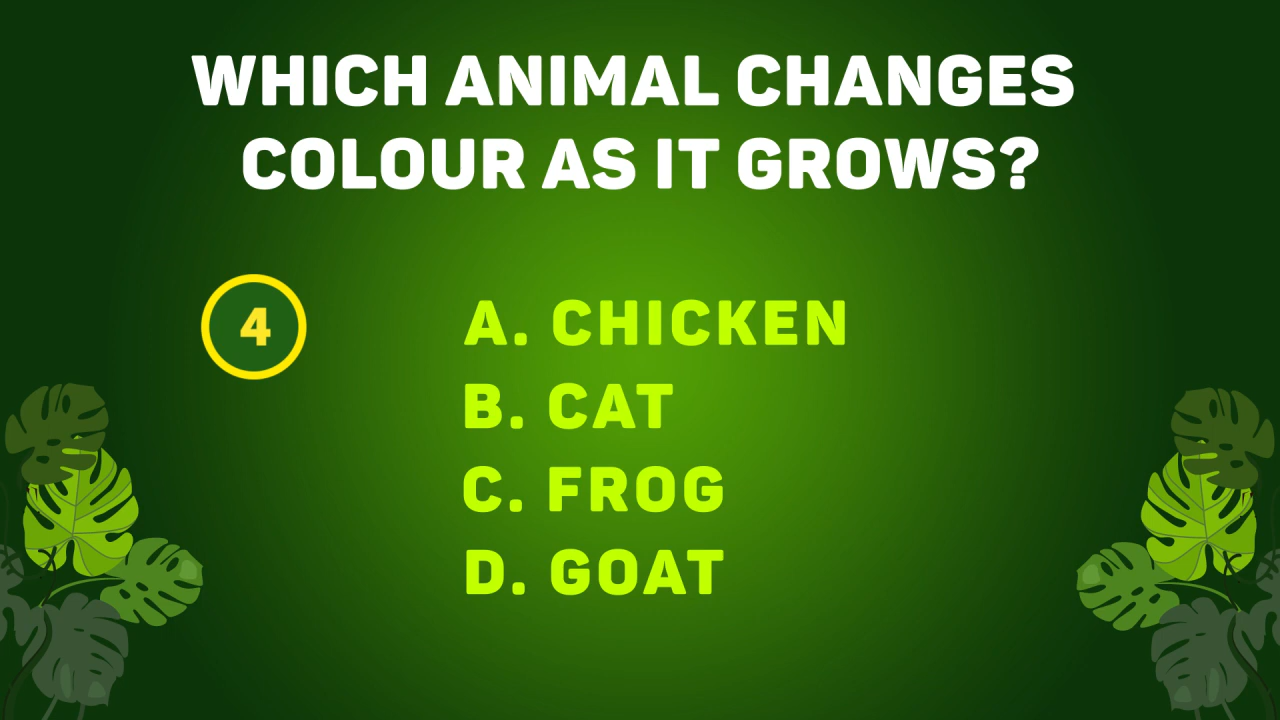 WHICH ANIMAL CHANGES
COLOUR AS IT GROWS?
4
A. CHICKEN
B. CAT
C. FROG
D. GOAT